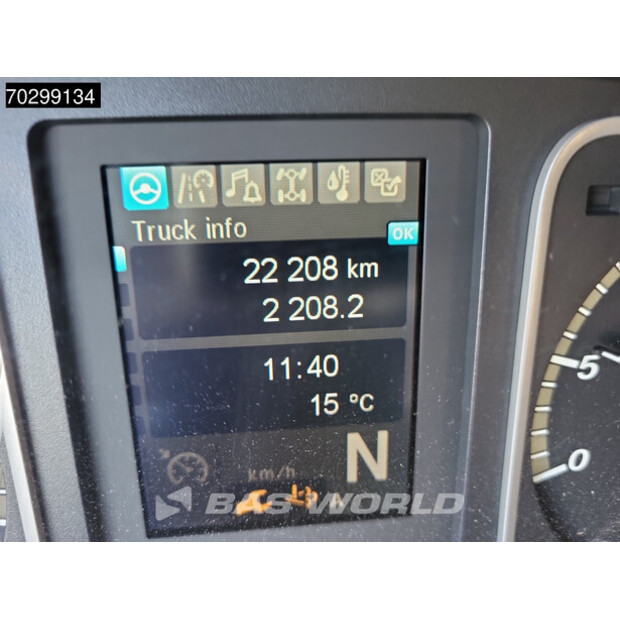 70299134
Truck info
OK
22 208 km
2 208.2
11:40
15 °C
km/h
N
5
0
BAS WORLD